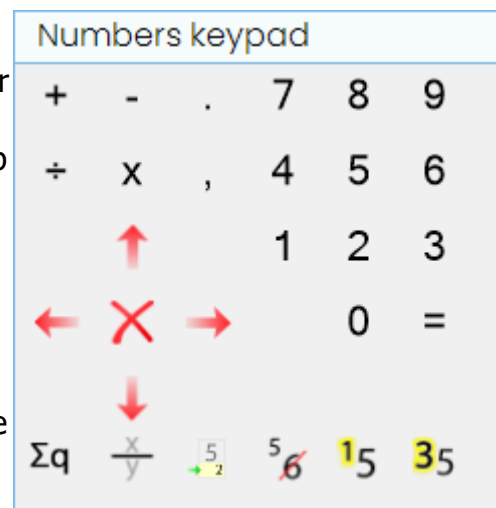 Numbers keypad
r + - . 7 8 9
÷ x , 4 5 6
1 2 3
0 =
e
Σq x/y 5 2 5 6 15 35